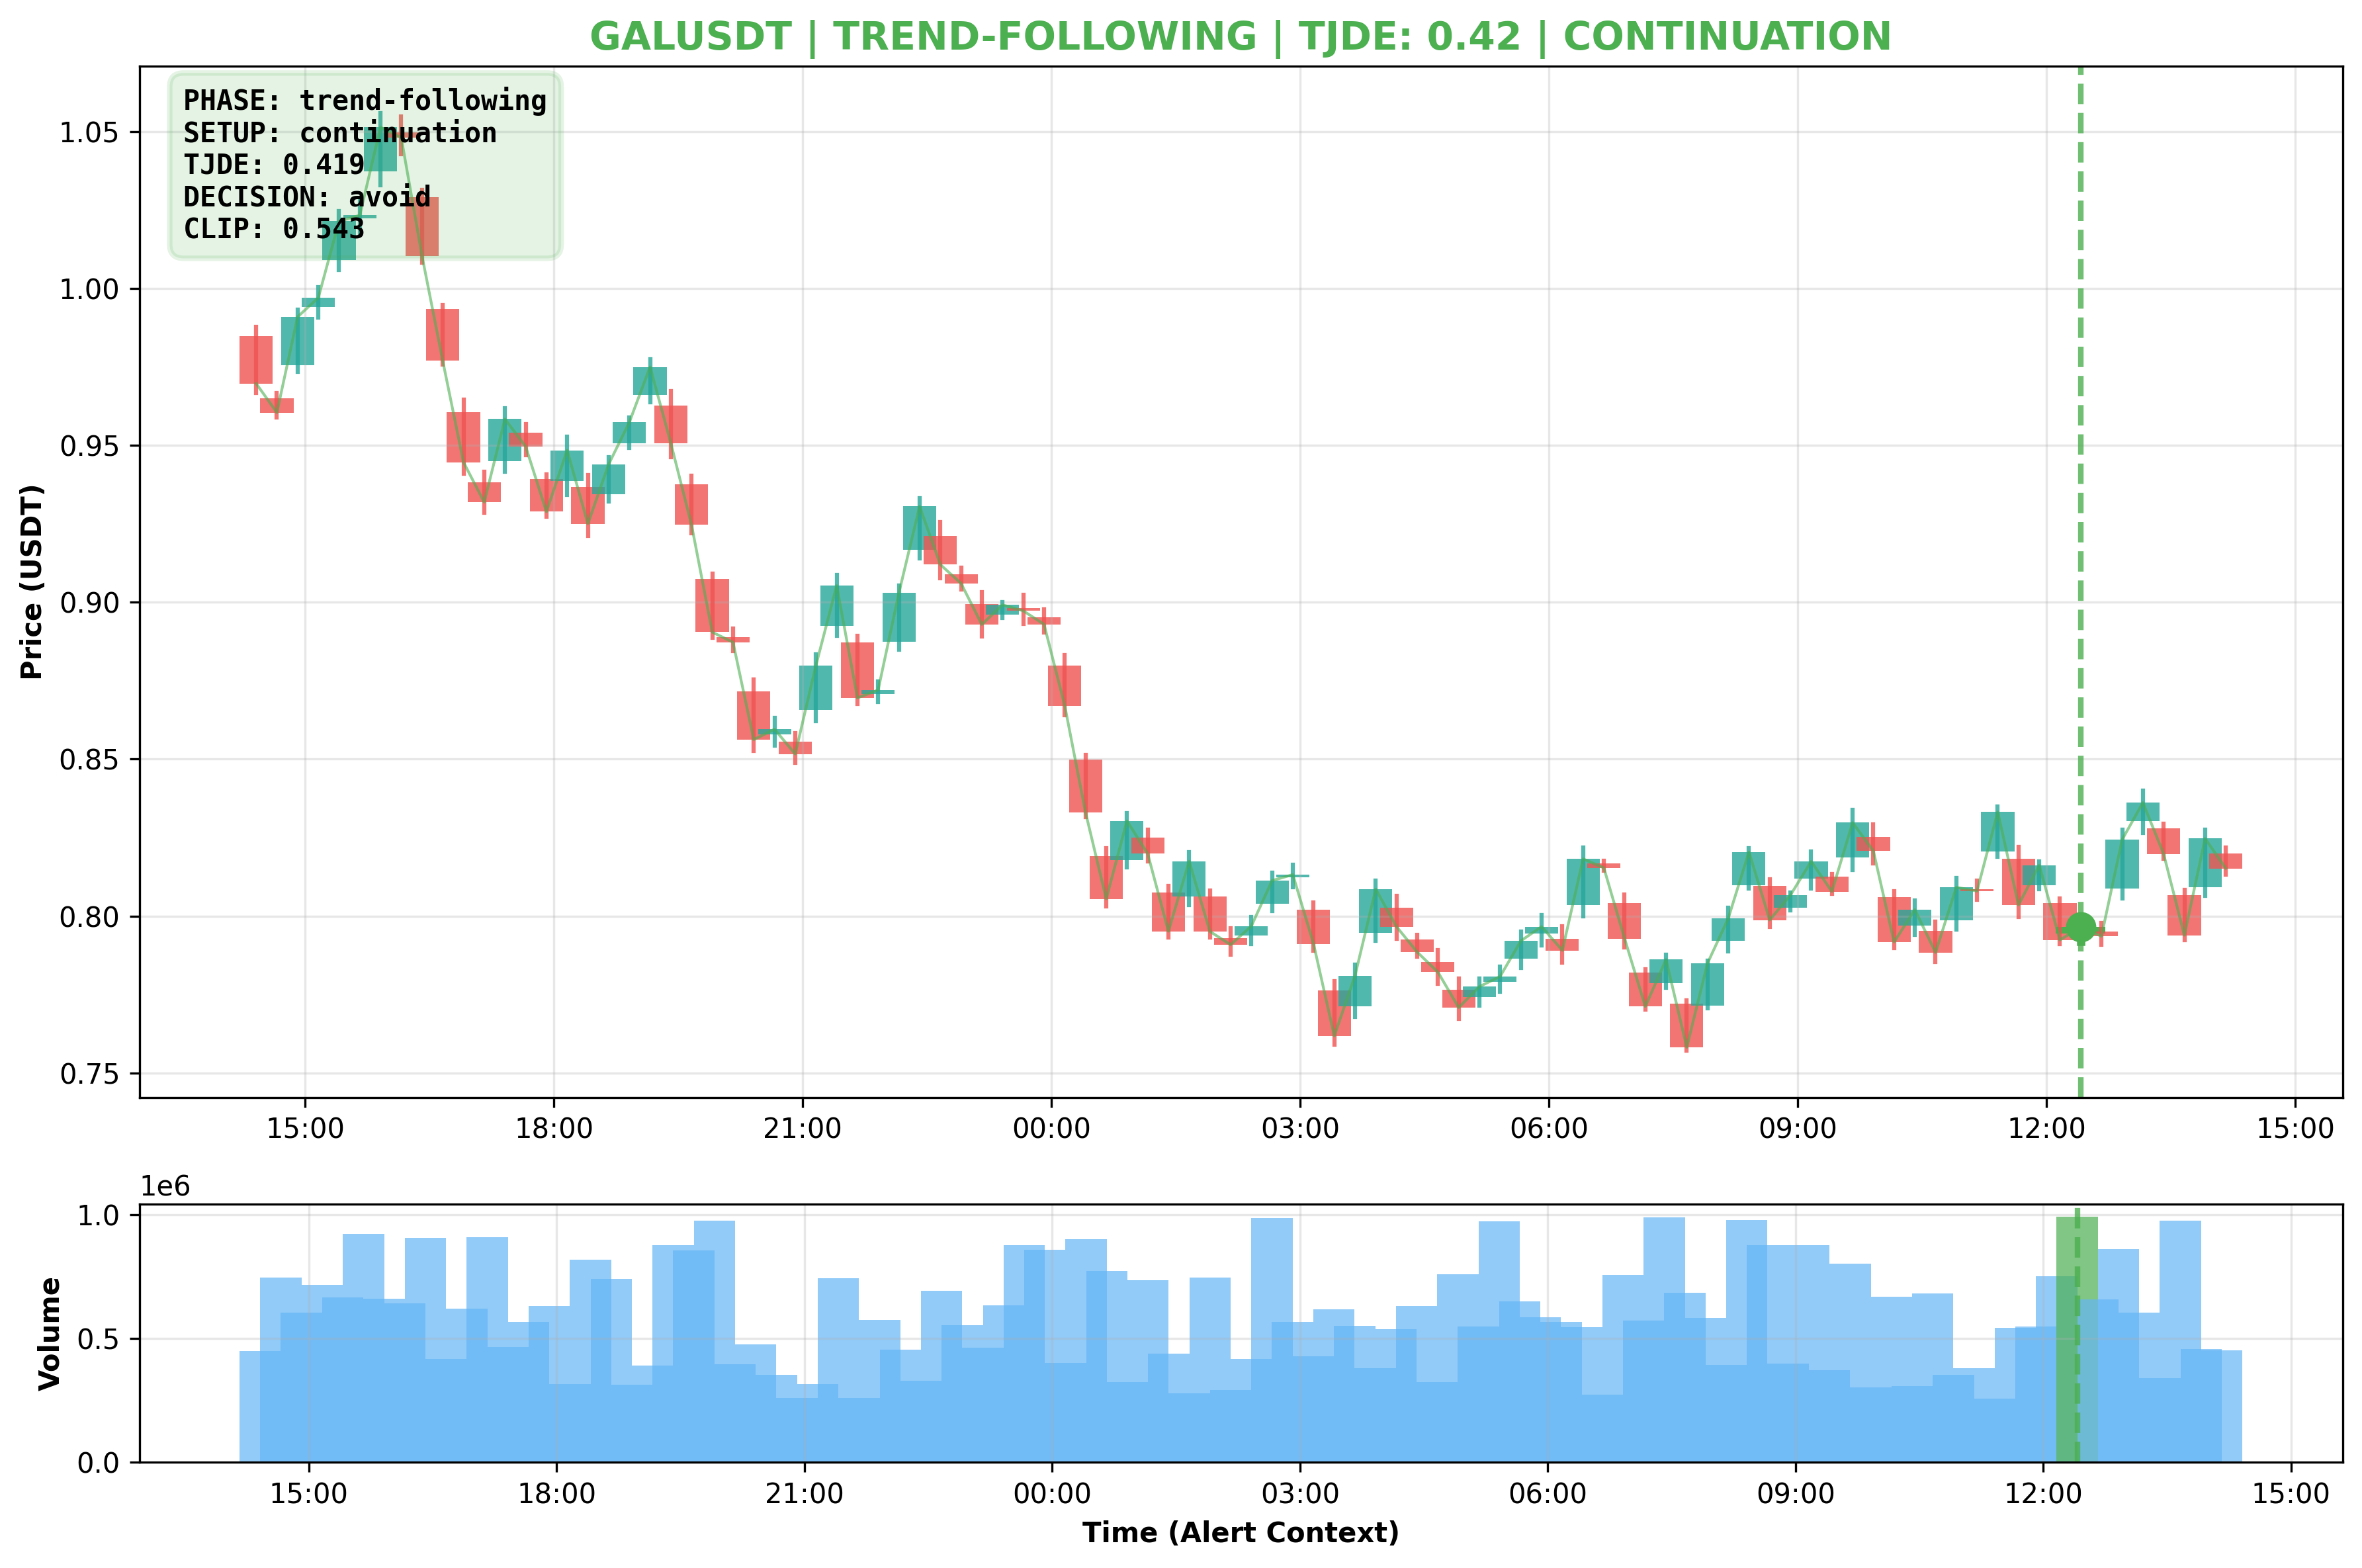 GALUSDT | TREND-FOLLOWING | TJDE: 0.42 | CONTINUATION
PHASE: trend-following
SETUP: continuation
TJDE: 0.419
DECISION: avoid
CLIP: 0.543
Price (USDT)
1.05
1.00
0.95
0.90
0.85
0.80
0.75
15:00 18:00 21:00 00:00 03:00 06:00 09:00 12:00 15:00
1e6
Volume
1.0
0.5
0.0
15:00 18:00 21:00 00:00 03:00 06:00 09:00 12:00 15:00
Time (Alert Context)